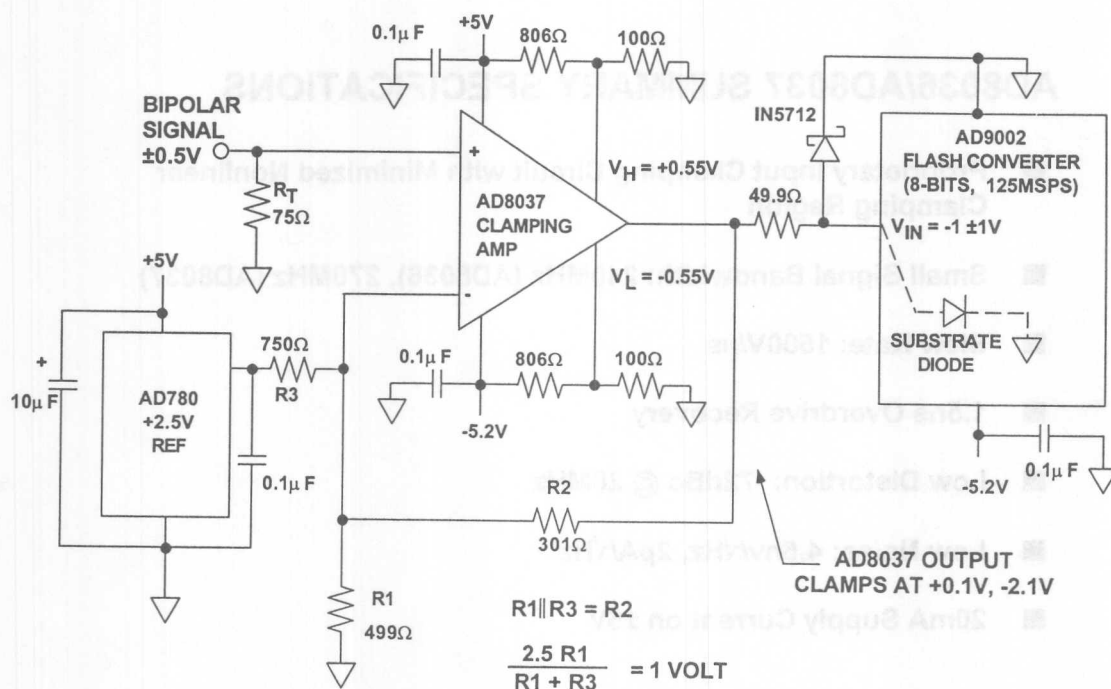 +5V
0.1μF
806Ω
100Ω
BIPOLAR
SIGNAL
±0.5V
IN5712
+
AD8037
CLAMPING
AMP
-
VH = +0.55V
VL = -0.55V
49.9Ω
AD9002
FLASH CONVERTER
(8-BITS, 125MSPS)
VIN = -1 ±1V
SUBSTRATE
DIODE
RT
75Ω
+5V
+
10μF
AD780
+2.5V
REF
750Ω
R3
0.1μF
0.1μF
806Ω
100Ω
-5.2V
-5.2V
0.1μF
R2
301Ω
R1
499Ω
AD8037 OUTPUT
CLAMPS AT +0.1V, -2.1V
R1||R3 = R2
2.5 R1
R1 + R3
= 1 VOLT